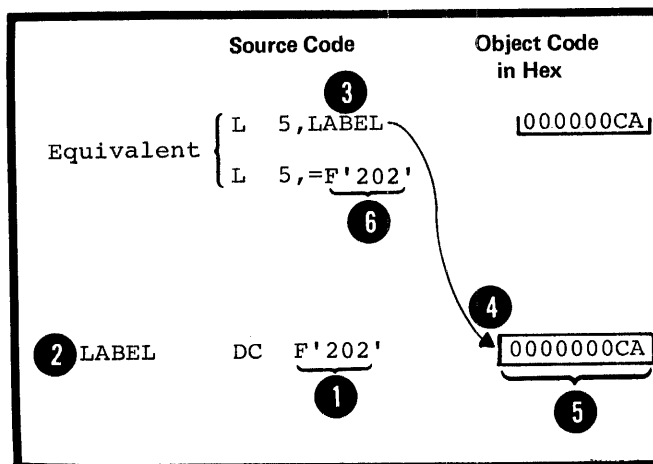 Source Code Object Code
in Hex
3
L 5,LABEL 000000CA
Equivalent
L 5,=F'202'
6
4
2 LABEL DC F'202' 0000000CA
1 5